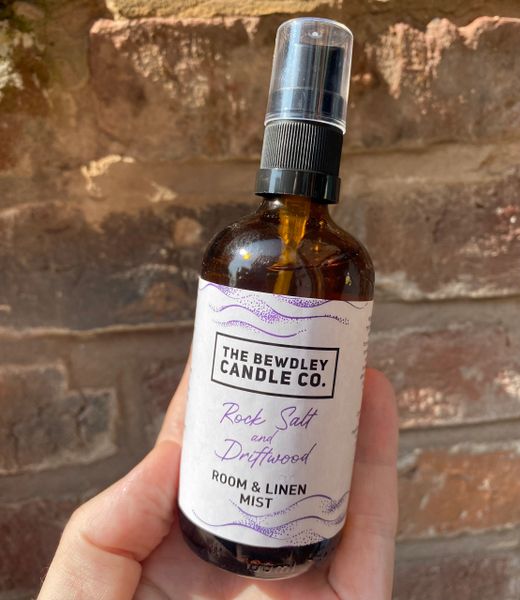 THE BEWDLEY
CANDLE CO.
Rock Salt
and
Driftwood
ROOM & LINEN
MIST